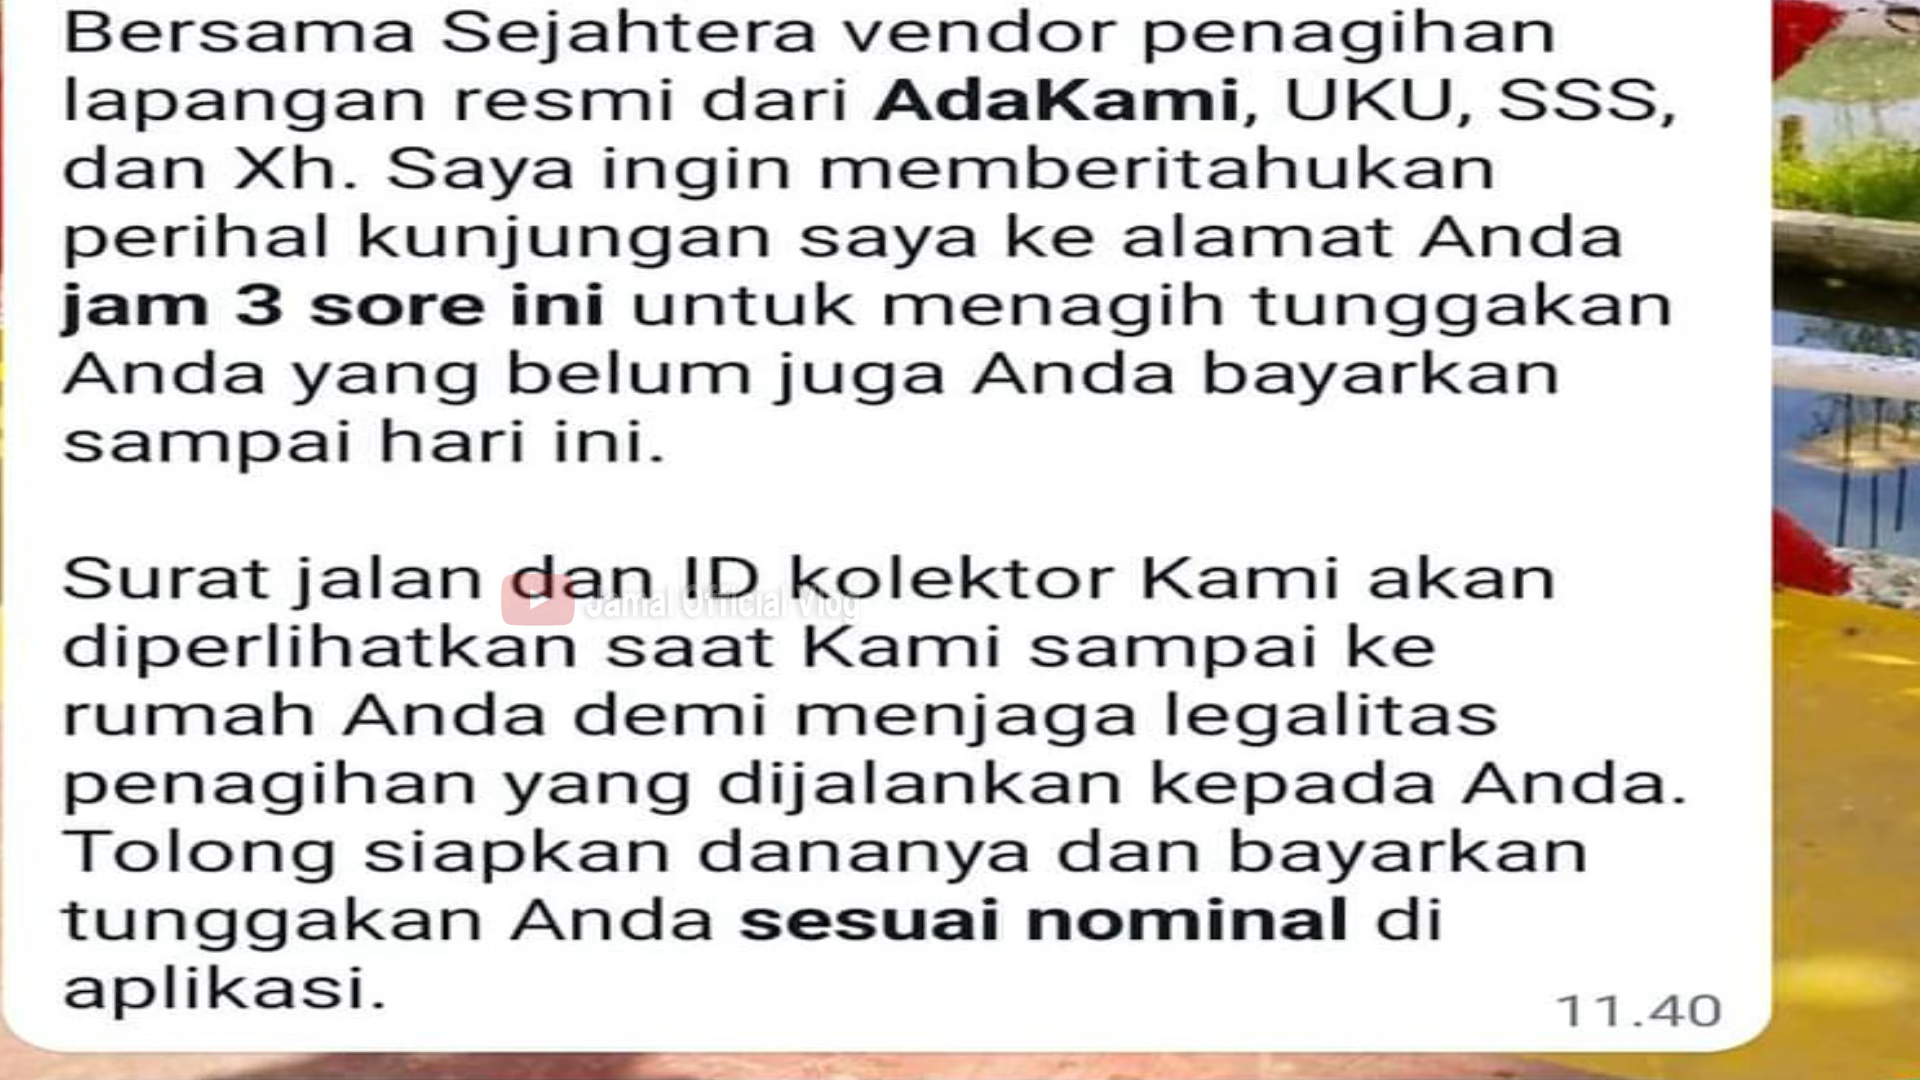 Bersama Sejahtera vendor penagihan
lapangan resmi dari AdaKami, UKU, SSS,
dan Xh. Saya ingin memberitahukan
perihal kunjungan saya ke alamat Anda
jam 3 sore ini untuk menagih tunggakan
Anda yang belum juga Anda bayarkan
sampai hari ini.
Surat jalan dan ID kolektor Kami akan
Jamal Official Vlog
diperlihatkan saat Kami sampai ke
rumah Anda demi menjaga legalitas
penagihan yang dijalankan kepada Anda.
Tolong siapkan dananya dan bayarkan
tunggakan Anda sesuai nominal di
aplikasi.
11.40